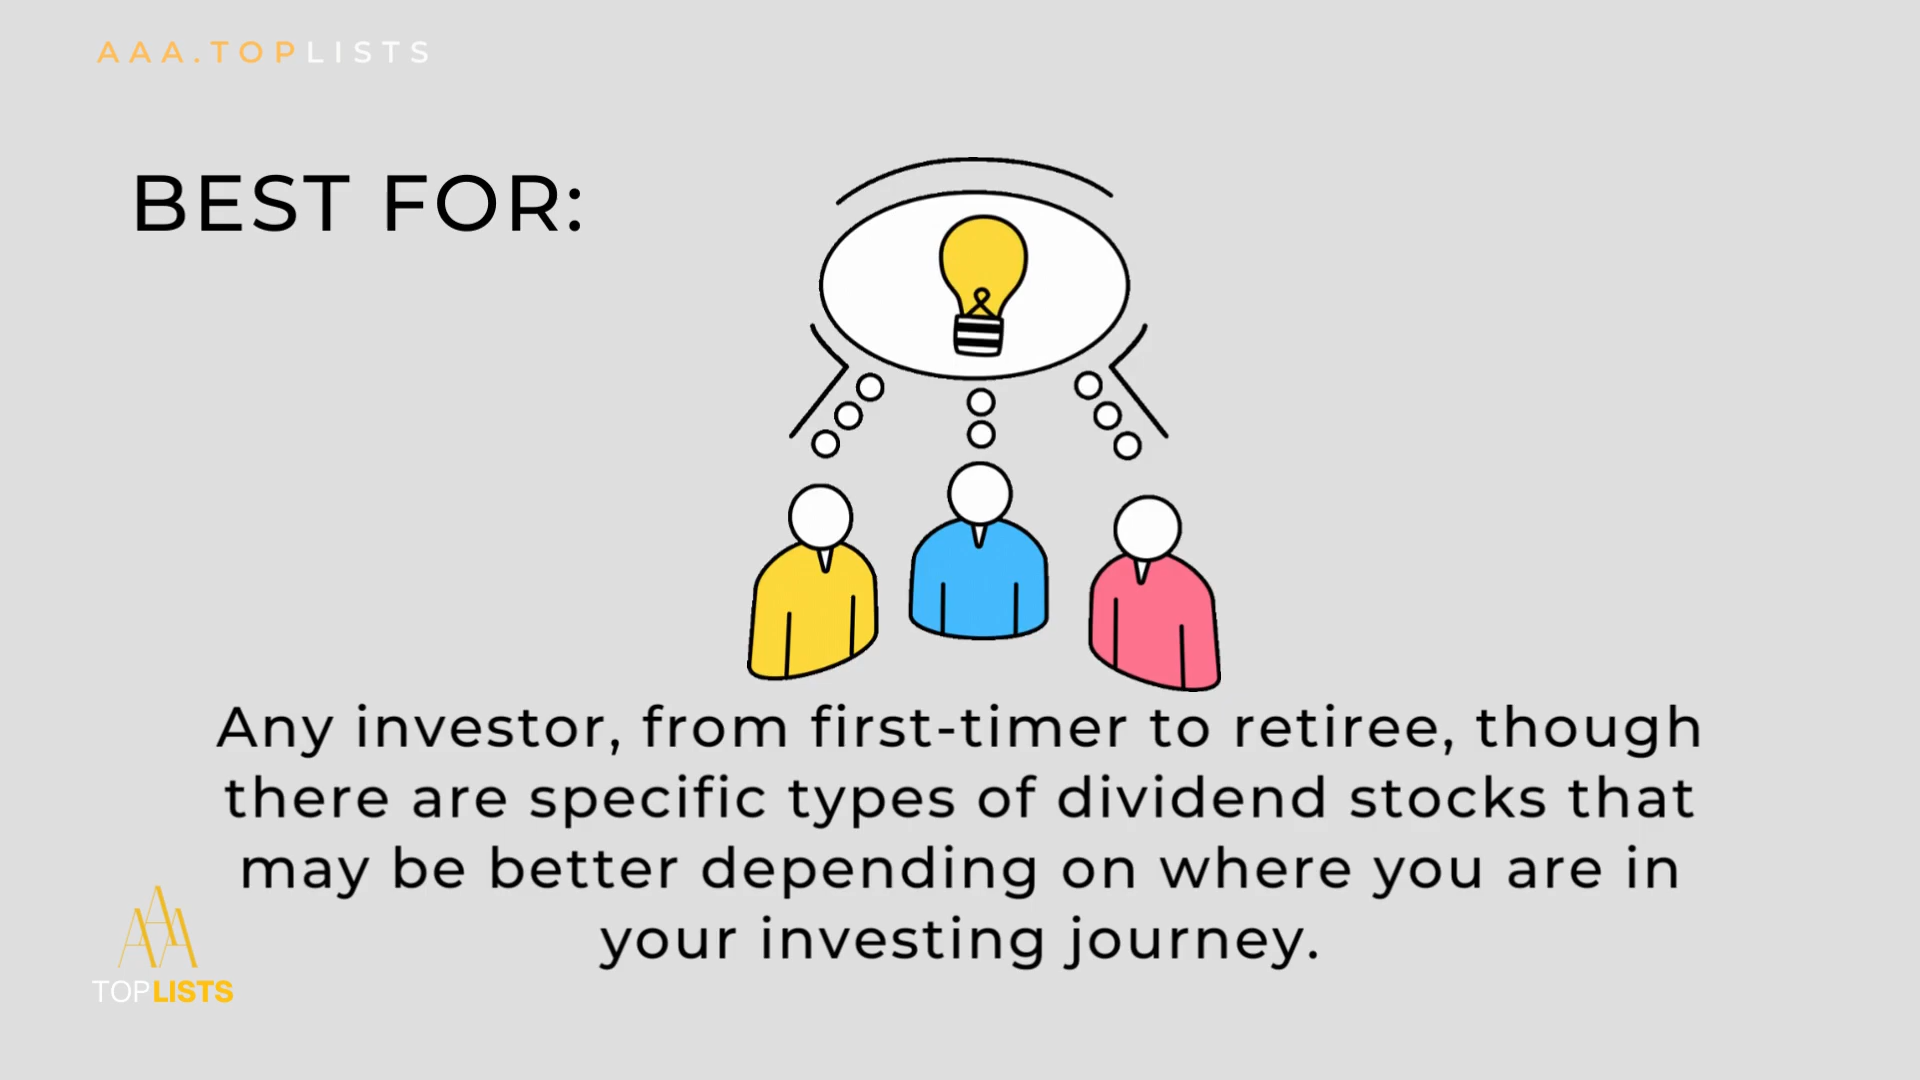 AAA.TOPLISTS
BEST FOR:
Any investor, from first-timer to retiree, though
there are specific types of dividend stocks that
may be better depending on where you are in
your investing journey.
AAA
TOPLISTS